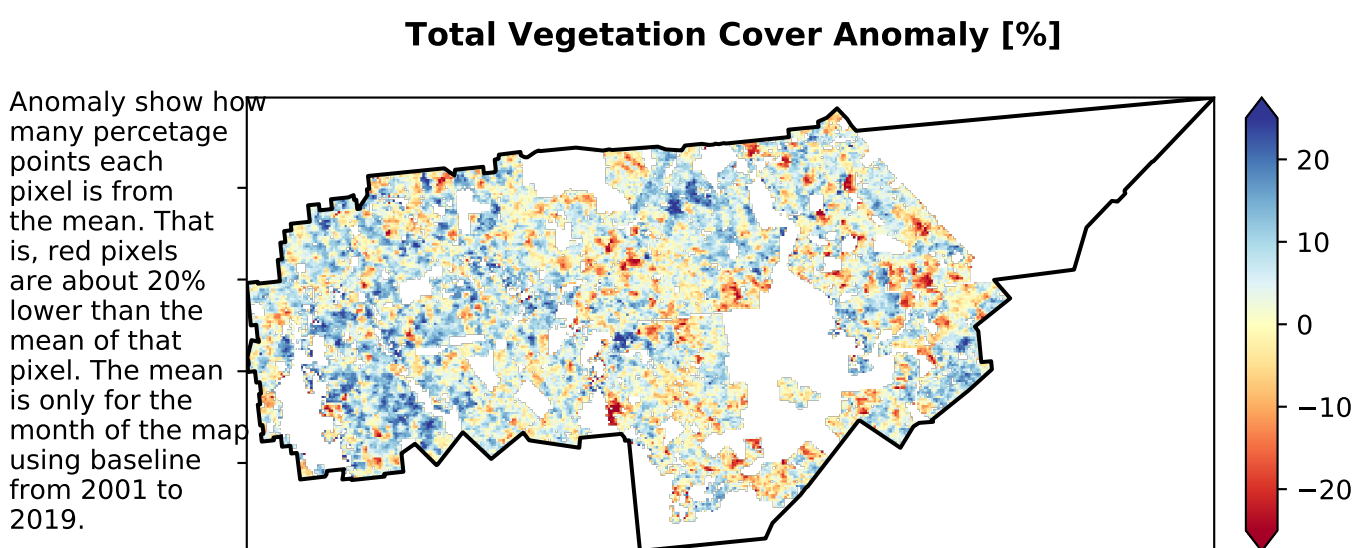 Total Vegetation Cover Anomaly [%]
Anomaly show how
many percetage
points each
pixel is from
the mean. That
is, red pixels
are about 20%
lower than the
mean of that
pixel. The mean
is only for the
month of the map
using baseline
from 2001 to
2019.
20
10
0
−10
−20